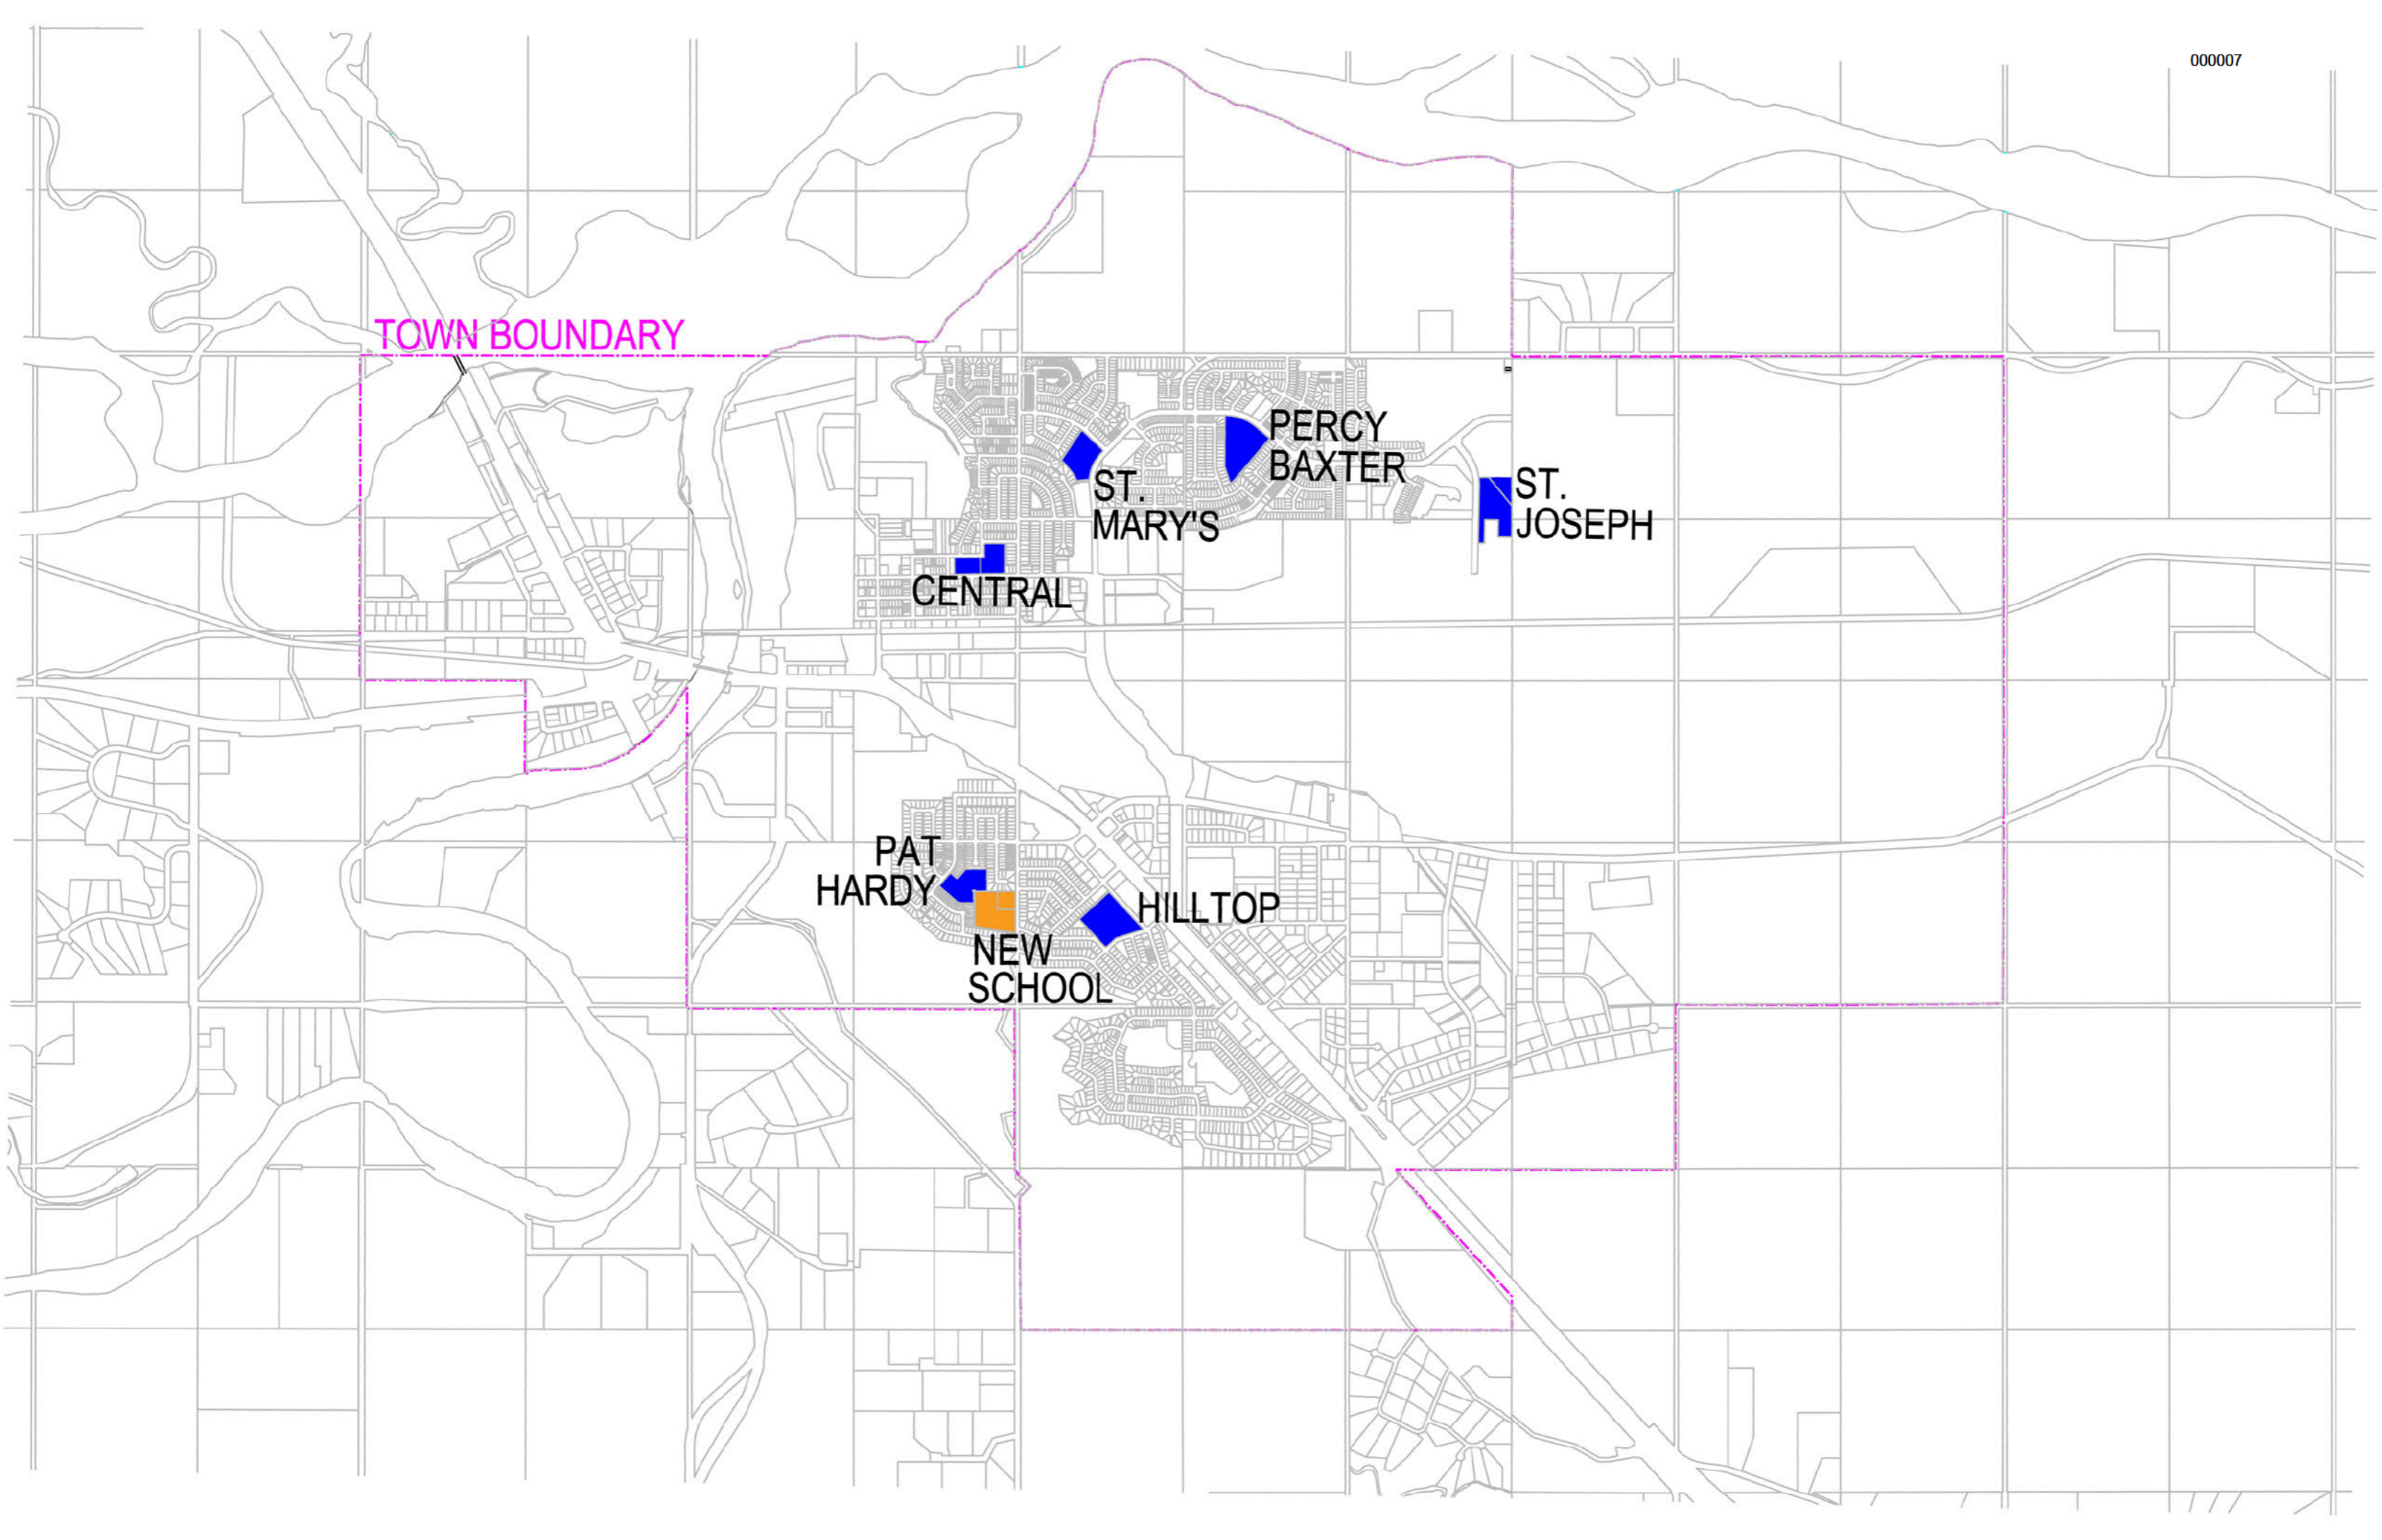 000007
TOWN BOUNDARY
PERCY
BAXTER
ST.
MARY'S
ST.
JOSEPH
CENTRAL
PAT
HARDY
HILLTOP
NEW
SCHOOL